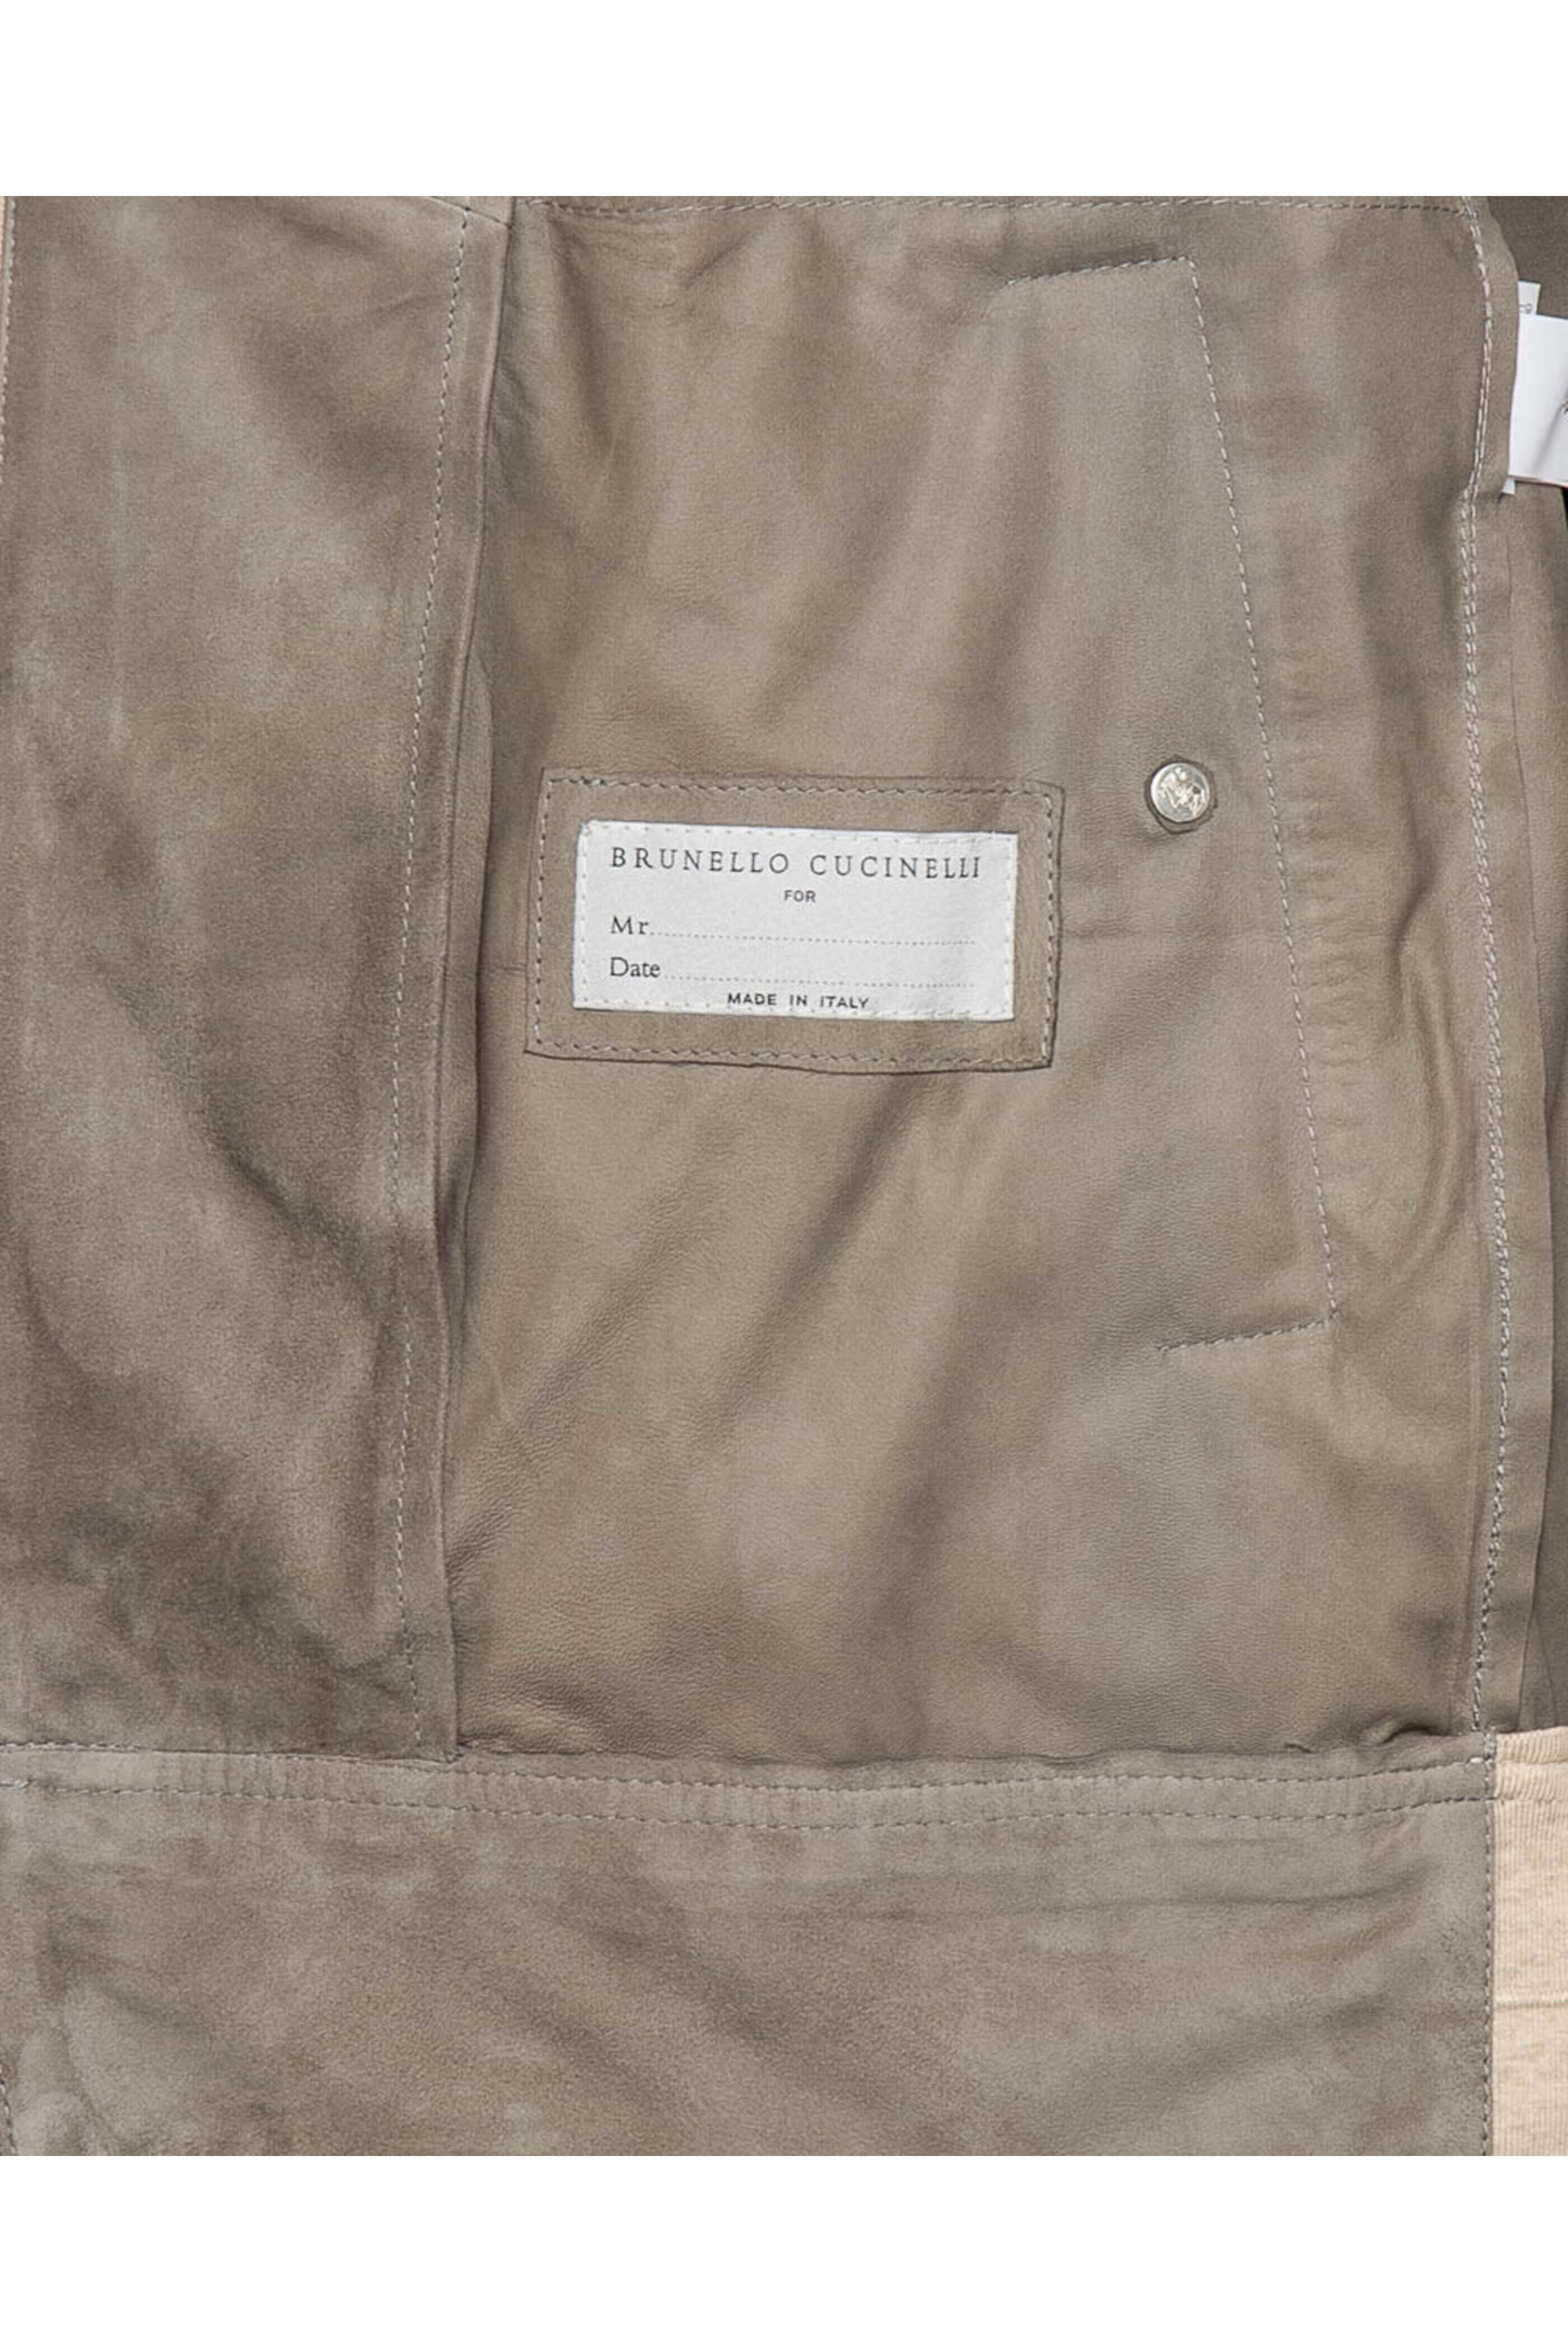 BRUNELLO CUCINELLI
FOR
Mr.
Date
MADE IN ITALY